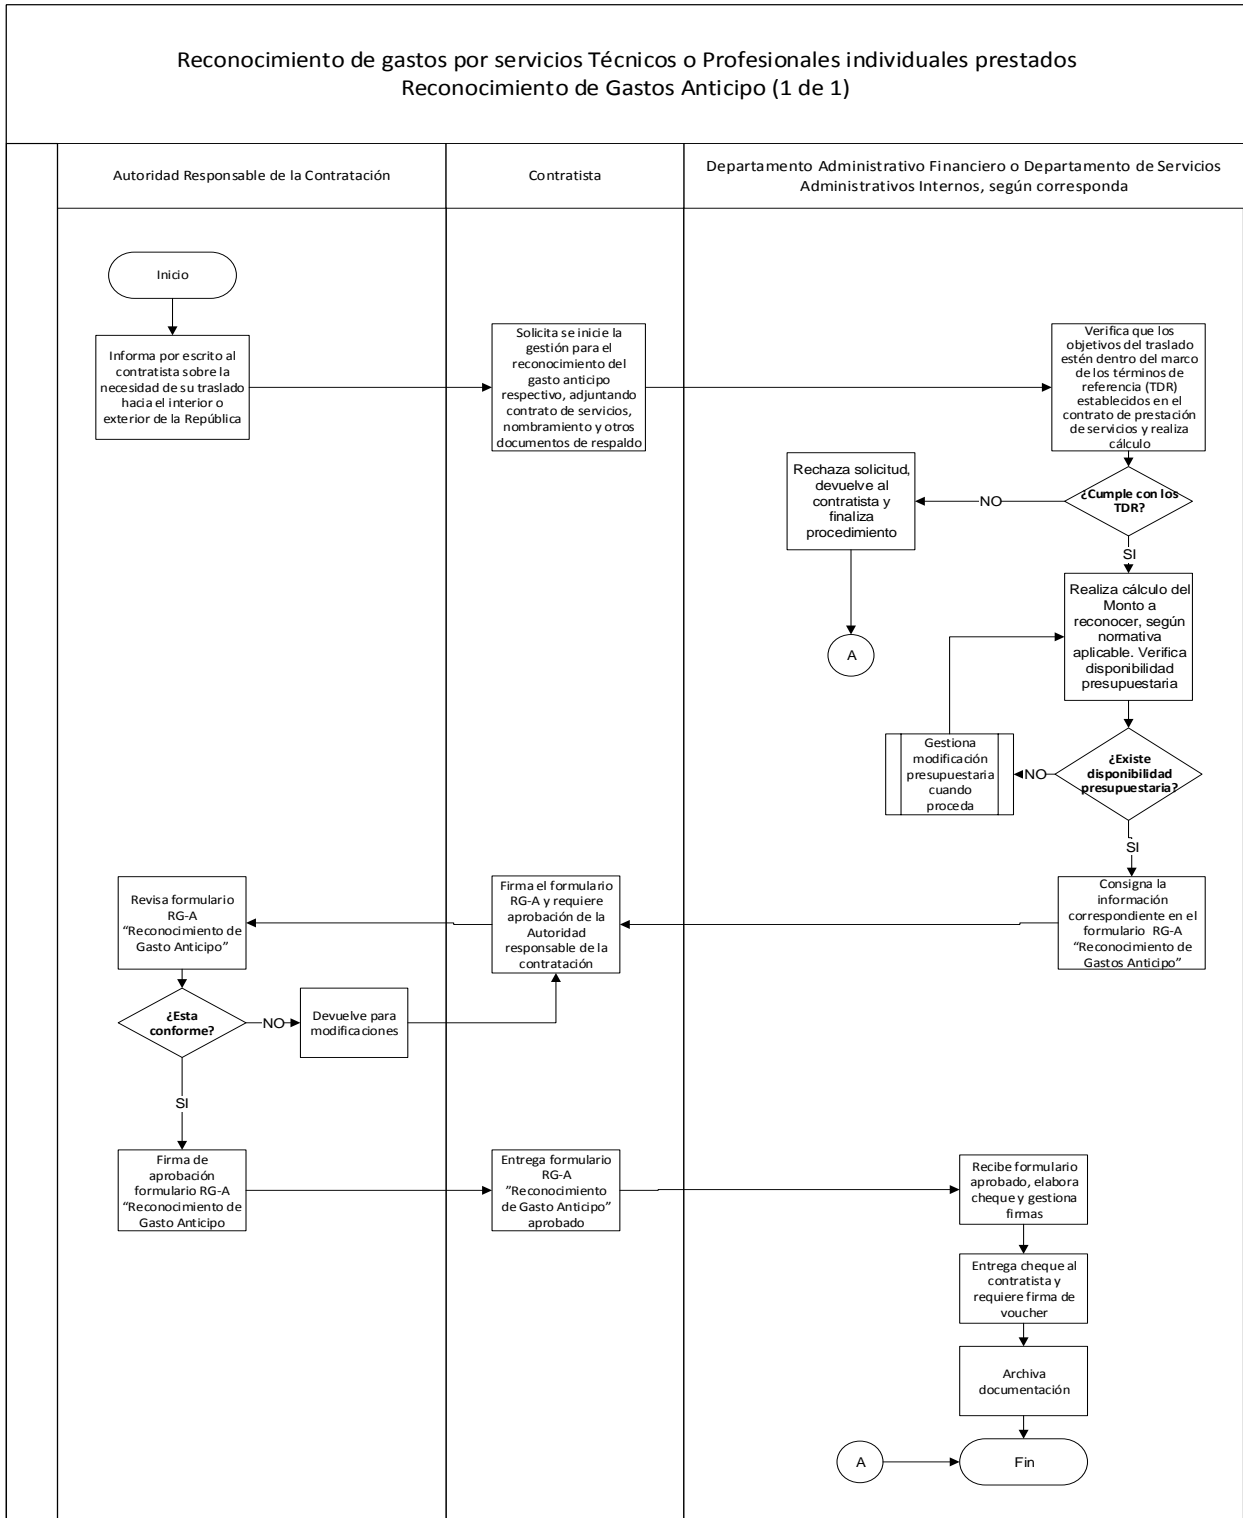 Reconocimiento de gastos por servicios Técnicos o Profesionales individuales prestados
Reconocimiento de Gastos Anticipo (1 de 1)
Autoridad Responsable de la Contratación
Contratista
Departamento Administrativo Financiero o Departamento de Servicios
Administrativos Internos, según corresponda
Inicio
Informa por escrito al
contratista sobre la
necesidad de su traslado
hacia el interior o
exterior de la República
Solicita se inicie la
gestión para el
reconocimiento del
gasto anticipo
respectivo, adjuntando
contrato de servicios,
nombramiento y otros
documentos de respaldo
Verifica que los
objetivos del traslado
estén dentro del marco
de los términos de
referencia (TDR)
establecidos en el
contrato de prestación
de servicios y realiza
cálculo
Rechaza solicitud,
devuelve al
contratista y
finaliza
procedimiento
NO
¿Cumple con los
TDR?
SI
A
Realiza cálculo del
Monto a
reconocer, según
normativa
aplicable. Verifica
disponibilidad
presupuestaria
Gestiona
modificación
presupuestaria
cuando
proceda
NO
¿Existe
disponibilidad
presupuestaria?
SI
Revisa formulario
RG-A
“Reconocimiento de
Gasto Anticipo”
Firma el formulario
RG-A y requiere
aprobación de la
Autoridad
responsable de la
contratación
Consigna la
información
correspondiente en el
formulario RG-A
“Reconocimiento de
Gastos Anticipo”
¿Esta
conforme?
NO
Devuelve para
modificaciones
SI
Firma de
aprobación
formulario RG-A
“Reconocimiento de
Gasto Anticipo
Entrega formulario
RG-A
”Reconocimiento
de Gasto Anticipo”
aprobado
Recibe formulario
aprobado, elabora
cheque y gestiona
firmas
Entrega cheque al
contratista y
requiere firma de
voucher
Archiva
documentación
A
Fin